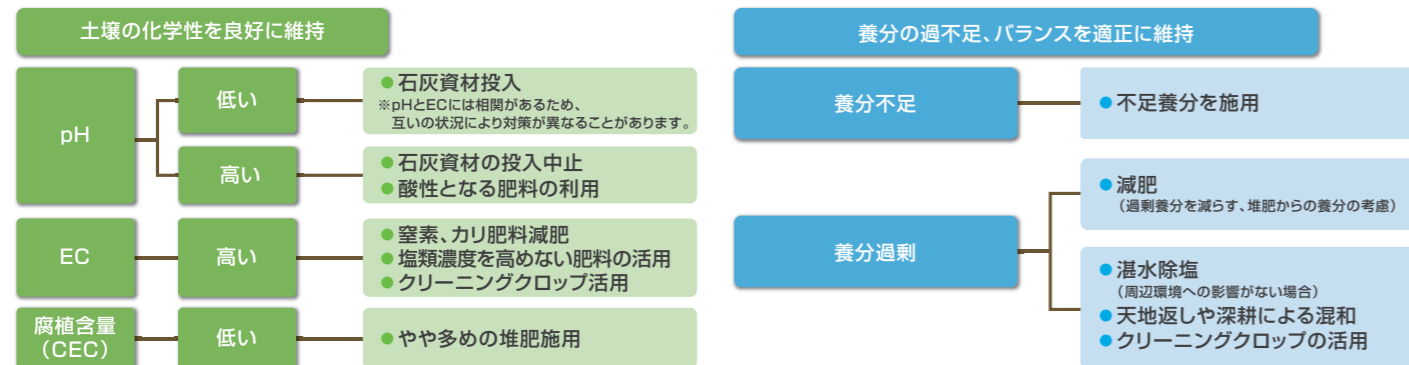 土壌の化学性を良好に維持
pH
低い
●石灰資材投入
※pHとECには相関があるため、
互いの状況により対策が異なることがあります。
高い
●石灰資材の投入中止
●酸性となる肥料の利用
EC
高い
●窒素、カリ肥料減肥
●塩類濃度を高めない肥料の活用
●クリーニングクロップ活用
腐植含量
（CEC）
低い
●やや多めの堆肥施用
養分の過不足、バランスを適正に維持
養分不足
●不足養分を施用
養分過剰
●減肥
（過剰養分を減らす、堆肥からの養分の考慮）
●湛水除塩
（周辺環境への影響がない場合）
●天地返しや深耕による混和
●クリーニングクロップの活用